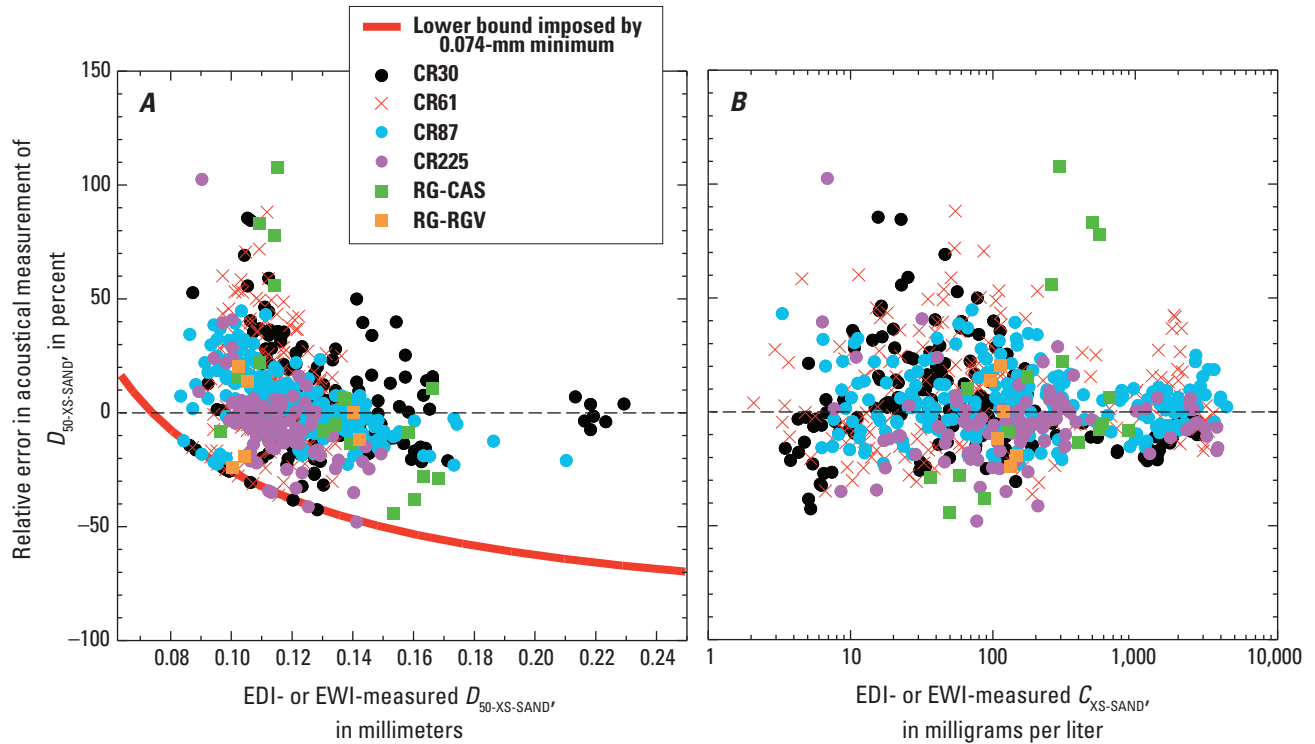 Lower bound imposed by
0.074-mm minimum
CR30
CR61
CR87
CR225
RG-CAS
RG-RGV
A
B
Relative error in acoustical measurement of
D50-XS-SAND, in percent
150
100
50
0
−50
−100
0.08 0.10 0.12 0.14 0.16 0.18 0.20 0.22 0.24
1 10 100 1,000 10,000
EDI- or EWI-measured D50-XS-SAND,
in millimeters
EDI- or EWI-measured CXS-SAND,
in milligrams per liter